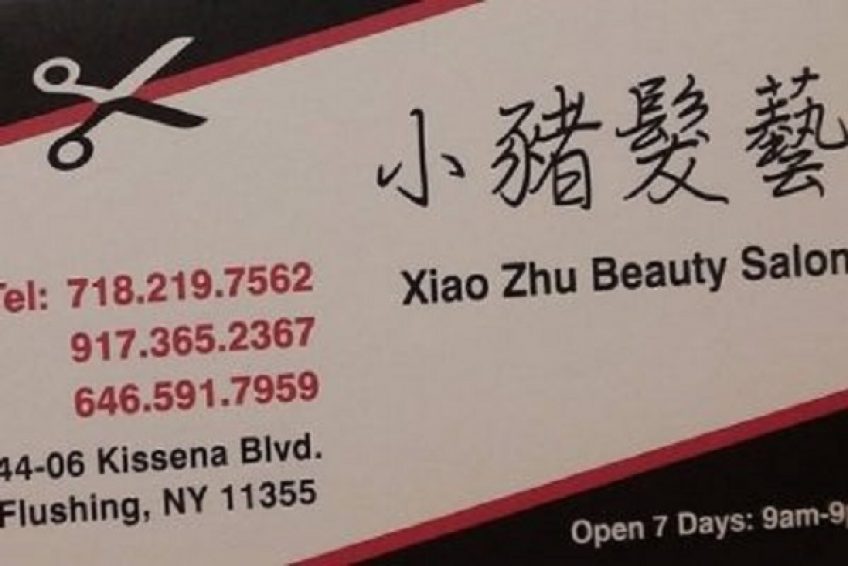 小豬髮藝
Xiao Zhu Beauty Salon
Tel: 718.219.7562
917.365.2367
646.591.7959
44-06 Kissena Blvd.
Flushing, NY 11355
Open 7 Days: 9am-9p